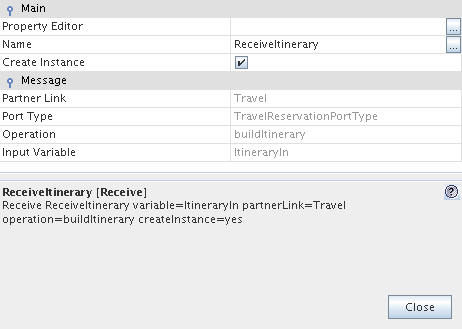 Main
Property Editor
...
Name ReceiveItinerary
...
Create Instance
Message
Partner Link Travel
Port Type TravelReservationPortType
Operation buildItinerary
Input Variable ItineraryIn
ReceiveItinerary [Receive]
?
Receive ReceiveItinerary variable=ItineraryIn partnerLink=Travel
operation=buildItinerary createInstance=yes
Close